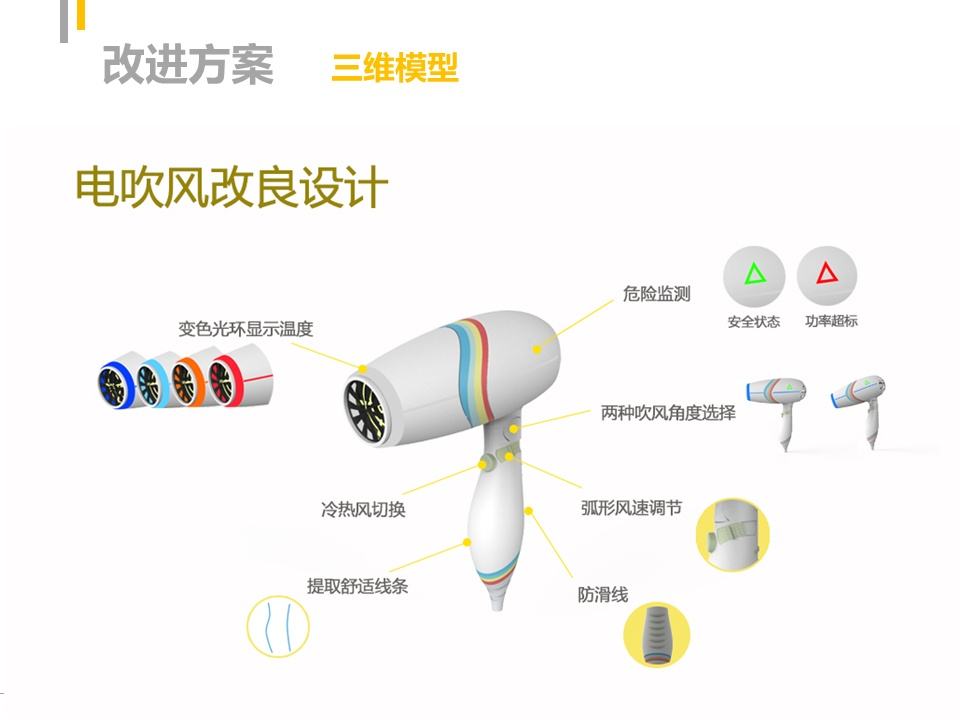 改进方案 三维模型
电吹风改良设计
危险监测
安全状态 功率超标
变色光环显示温度
两种吹风角度选择
冷热风切换
弧形风速调节
提取舒适线条
防滑线